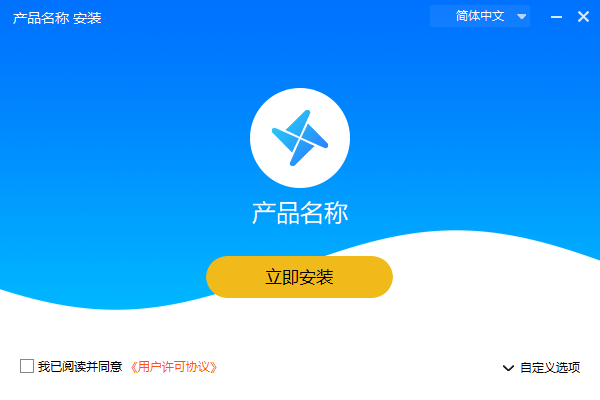 产品名称 安装
简体中文
产品名称
立即安装
我已阅读并同意 《用户许可协议》
自定义选项